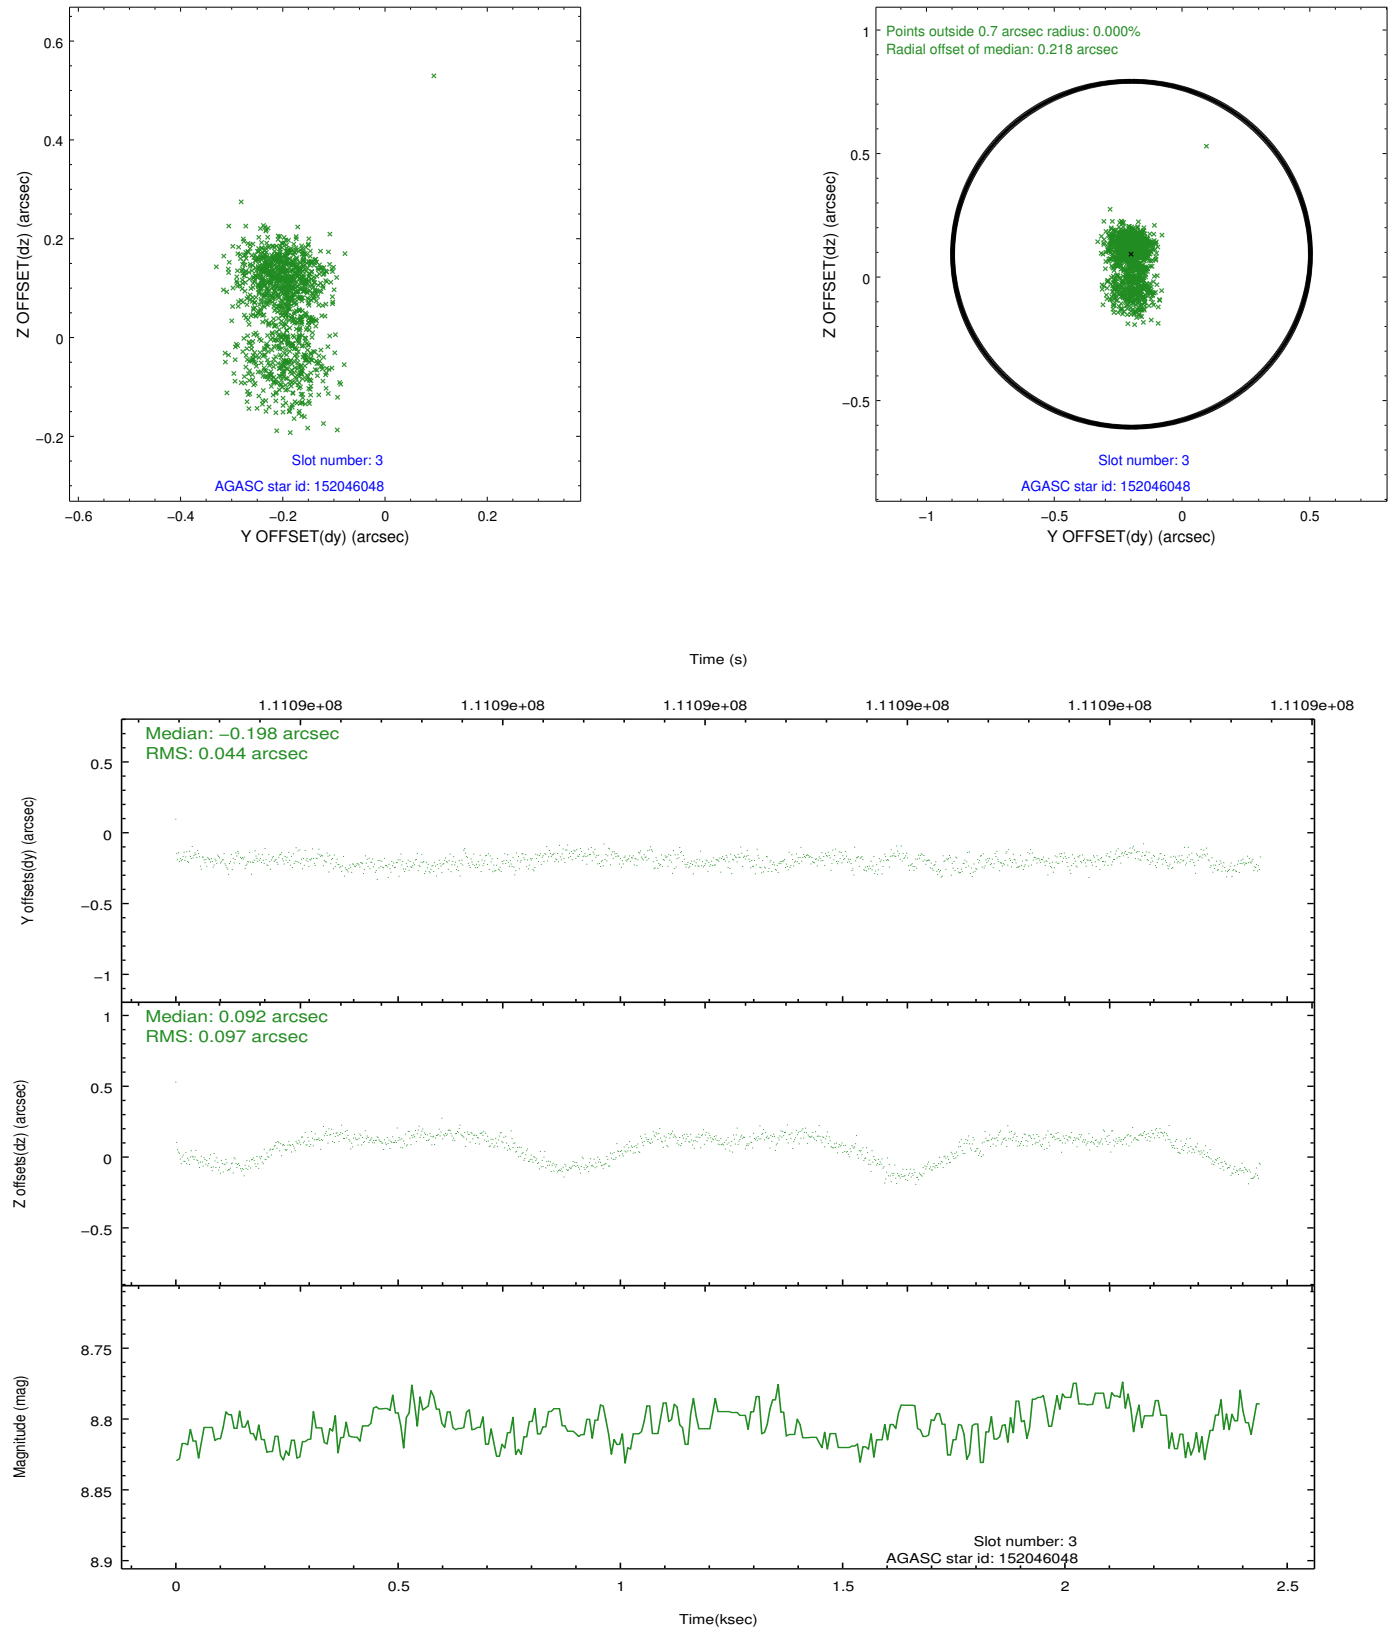 0.6
0.4
0.2
0
−0.2
Z OFFSET(dz) (arcsec)
Slot number: 3
AGASC star id: 152046048
−0.6 −0.4 −0.2 0 0.2
Y OFFSET(dy) (arcsec)
Points outside 0.7 arcsec radius: 0.000%
Radial offset of median: 0.218 arcsec
1
0.5
0
−0.5
Z OFFSET(dz) (arcsec)
Slot number: 3
AGASC star id: 152046048
−1 −0.5 0 0.5
Y OFFSET(dy) (arcsec)
Time (s)
1.1109e+08 1.1109e+08 1.1109e+08 1.1109e+08 1.1109e+08 1.1109e+08
Median: −0.198 arcsec
RMS: 0.044 arcsec
0.5
0
−0.5
−1
Y offsets(dy) (arcsec)
Median: 0.092 arcsec
RMS: 0.097 arcsec
1
0.5
0
−0.5
Z offsets(dz) (arcsec)
8.75
8.8
8.85
8.9
Magnitude (mag)
Slot number: 3
AGASC star id: 152046048
0 0.5 1 1.5 2 2.5
Time(ksec)